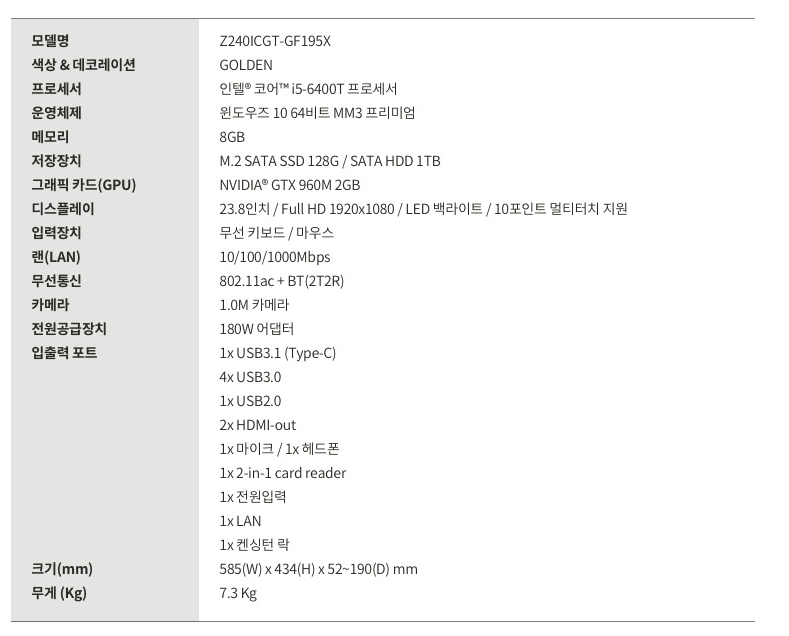 모델명 Z240ICGT-GF195X
색상 & 데코레이션 GOLDEN
프로세서 인텔® 코어™ i5-6400T 프로세서
운영체제 윈도우즈 10 64비트 MM3 프리미엄
메모리 8GB
저장장치 M.2 SATA SSD 128G / SATA HDD 1TB
그래픽 카드(GPU) NVIDIA® GTX 960M 2GB
디스플레이 23.8인치 / Full HD 1920x1080 / LED 백라이트 / 10포인트 멀티터치 지원
입력장치 무선 키보드 / 마우스
랜(LAN) 10/100/1000Mbps
무선통신 802.11ac + BT(2T2R)
카메라 1.0M 카메라
전원공급장치 180W 어댑터
입출력 포트 1x USB3.1 (Type-C)
4x USB3.0
1x USB2.0
2x HDMI-out
1x 마이크 / 1x 헤드폰
1x 2-in-1 card reader
1x 전원입력
1x LAN
1x 켄싱턴 락
크기(mm) 585(W) x 434(H) x 52~190(D) mm
무게 (Kg) 7.3 Kg